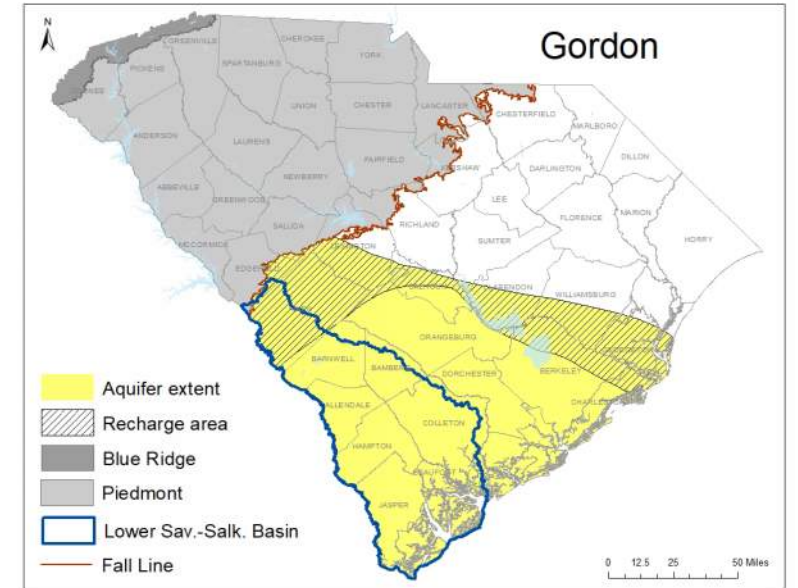 N
Gordon
GREENVILLE
CHEROKEE
YORK
PICKENS
SPARTANBURG
UNION
CHESTER
LANCASTER
CHESTERFIELD
MARLBORO
ANDERSON
LAURENS
DARLINGTON
DILLON
FAIRFIELD
NEWBERRY
LEE
ABBEVILLE
GREENWOOD
MARION
FLORENCE
RICHLAND
SALUDA
SUMTER
HORRY
MCCORMICK
WILLIAMSBURG
ORANGEBURG
BARNWELL
BAMBERG
BERKELEY
DORCHESTER
ALLENDALE
COLLETON
HAMPTON
BEAUFORT
JASPER
Aquifer extent
Recharge area
Blue Ridge
Piedmont
Lower Sav.-Salk. Basin
Fall Line
0 12.5 25 50 Miles